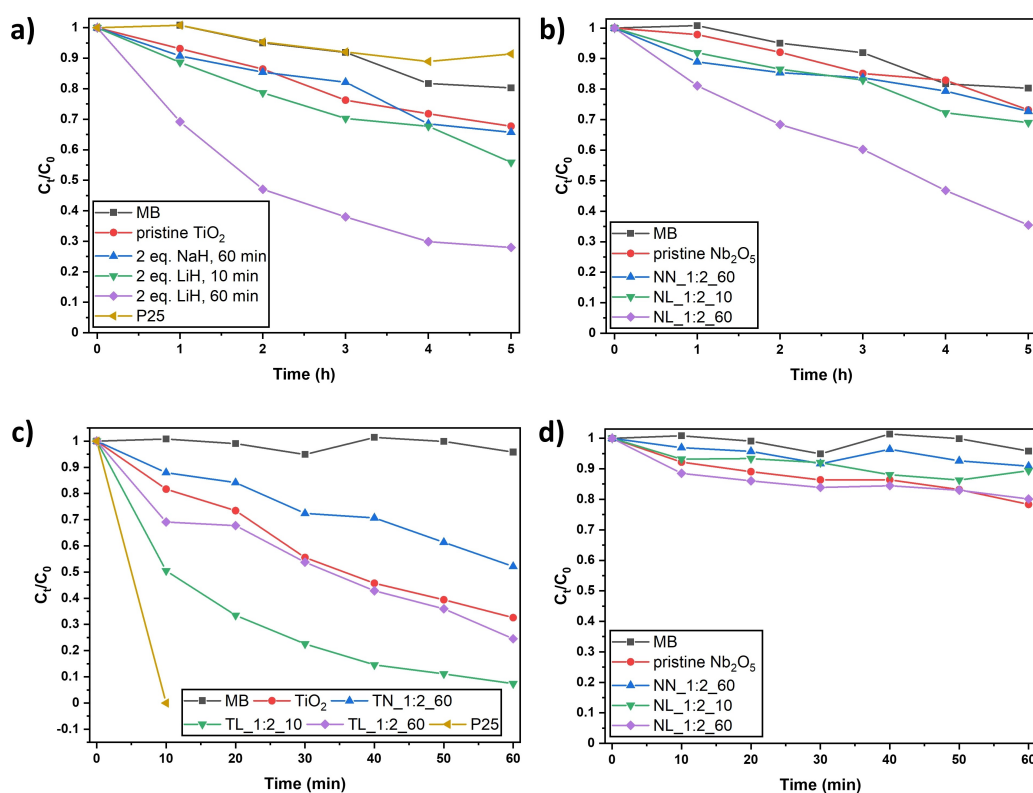 a)
1
0.9
0.8
0.7
0.6
0.5
0.4
0.3
0.2
0.1
0
Cₜ/C₀
MB
pristine TiO₂
2 eq. NaH, 60 min
2 eq. LiH, 10 min
2 eq. LiH, 60 min
P25
0 1 2 3 4 5
Time (h)
b)
1
0.9
0.8
0.7
0.6
0.5
0.4
0.3
0.2
0.1
0
Cₜ/C₀
MB
pristine Nb₂O₅
NN_1:2_60
NL_1:2_10
NL_1:2_60
0 1 2 3 4 5
Time (h)
c)
1
0.9
0.8
0.7
0.6
0.5
0.4
0.3
0.2
0.1
0
-0.1
Cₜ/C₀
MB TiO₂ TN_1:2_60
TL_1:2_10 TL_1:2_60 P25
0 10 20 30 40 50 60
Time (min)
d)
1
0.9
0.8
0.7
0.6
0.5
0.4
0.3
0.2
0.1
0
Cₜ/C₀
MB
pristine Nb₂O₅
NN_1:2_60
NL_1:2_10
NL_1:2_60
0 10 20 30 40 50 60
Time (min)